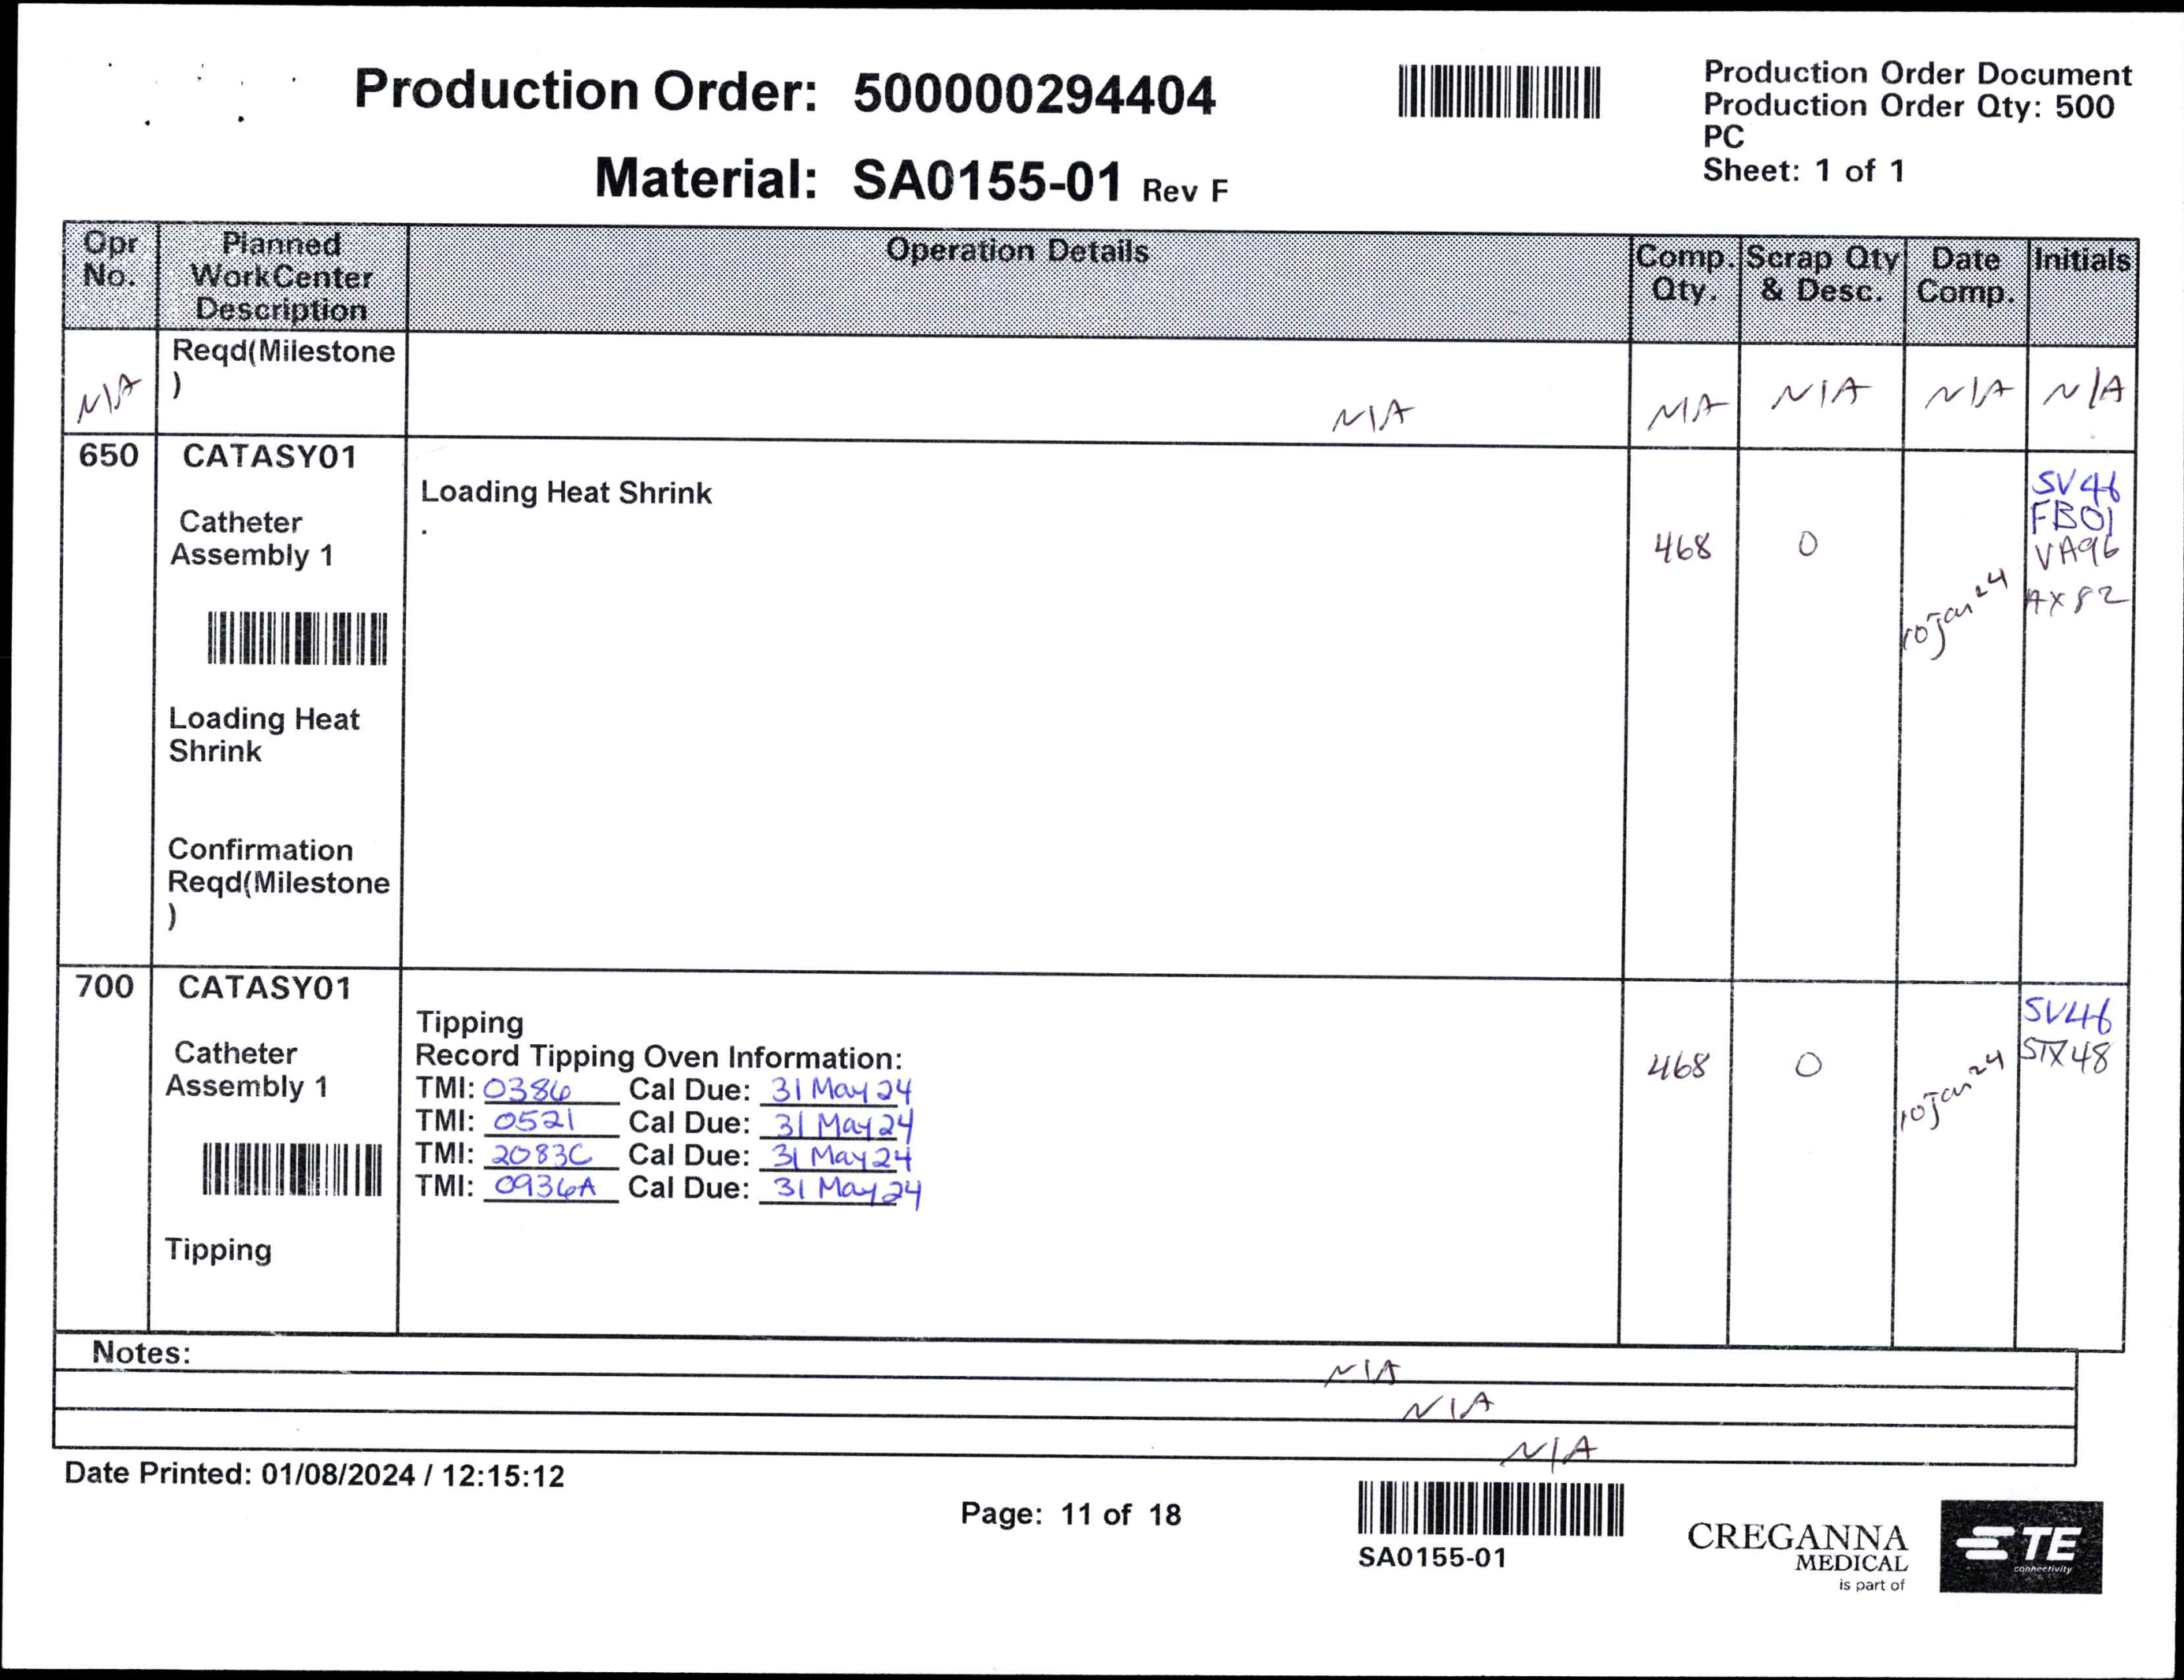 Production Order: 500000294404
Production Order Document
Production Order Qty: 500
PC
Sheet: 1 of 1
Material: SA0155-01 Rev F
Opr No. | Planned WorkCenter Description | Operation Details | Comp. Qty. | Scrap Qty & Desc. | Date Comp. | Initials
N/A Reqd(Milestone
) N/A N/A N/A N/A N/A
650 CATASY01
Loading Heat Shrink
.
Catheter
Assembly 1
468 0 10Jan24
SV46
FB01
VA96
AX82
Loading Heat
Shrink
Confirmation
Reqd(Milestone
)
700 CATASY01
Tipping
Record Tipping Oven Information:
TMI: 0386 Cal Due: 31 May 24
TMI: 0521 Cal Due: 31 May 24
TMI: 2083C Cal Due: 31 May 24
TMI: 0936A Cal Due: 31 May 24
Catheter
Assembly 1
468 0 10Jan24
SV46
STX48
Tipping
Notes:
N/A
N/A
N/A
Date Printed: 01/08/2024 / 12:15:12
Page: 11 of 18
SA0155-01
CREGANNA
MEDICAL
is part of
TE
connectivity